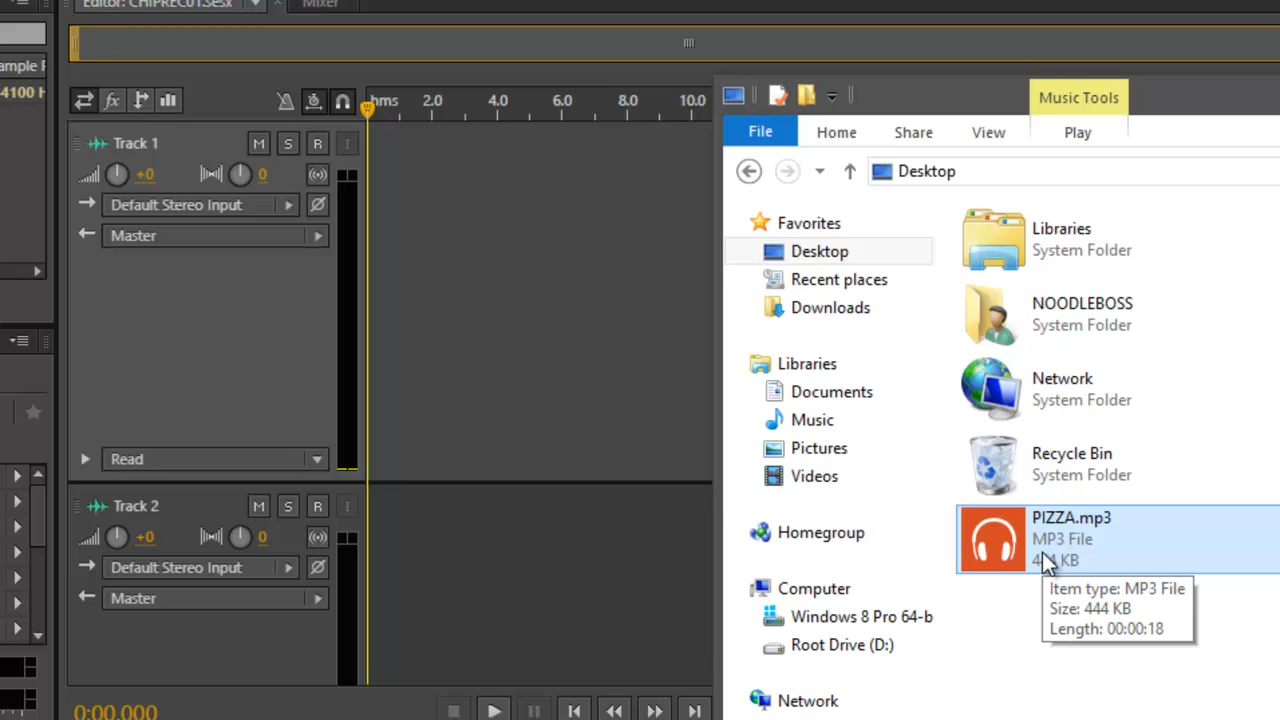 Editor: CHIPREC01.sesx
Mixer
ample R
4100 H
fx
hms 2.0 4.0 6.0 8.0 10.0
Track 1
M S R I
+0 0
Default Stereo Input
Master
Read
Track 2
M S R I
+0 0
Default Stereo Input
Master
0:00.000
Music Tools
File Home Share View Play
Desktop
Favorites
Desktop
Recent places
Downloads
Libraries
Documents
Music
Pictures
Videos
Homegroup
Computer
Windows 8 Pro 64-b
Root Drive (D:)
Network
Libraries
System Folder
NOODLEBOSS
System Folder
Network
System Folder
Recycle Bin
System Folder
PIZZA.mp3
MP3 File
444 KB
Item type: MP3 File
Size: 444 KB
Length: 00:00:18